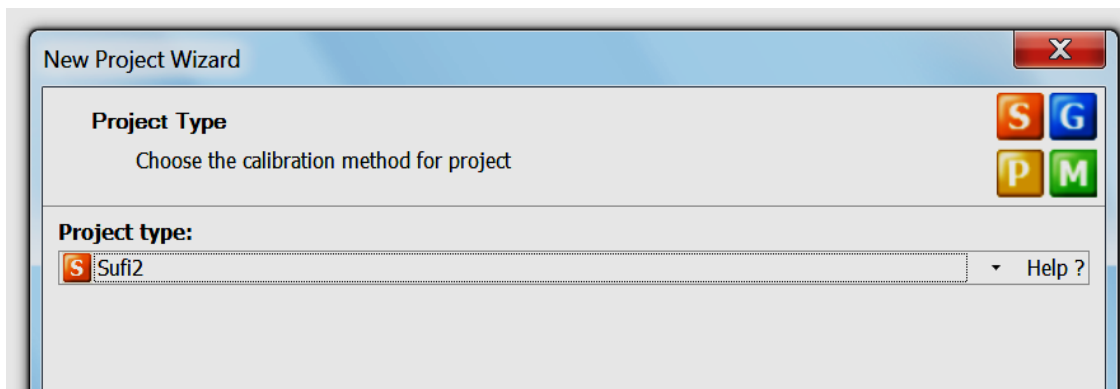 New Project Wizard
X
Project Type
S G
Choose the calibration method for project
P M
Project type:
S Sufi2 Help ?